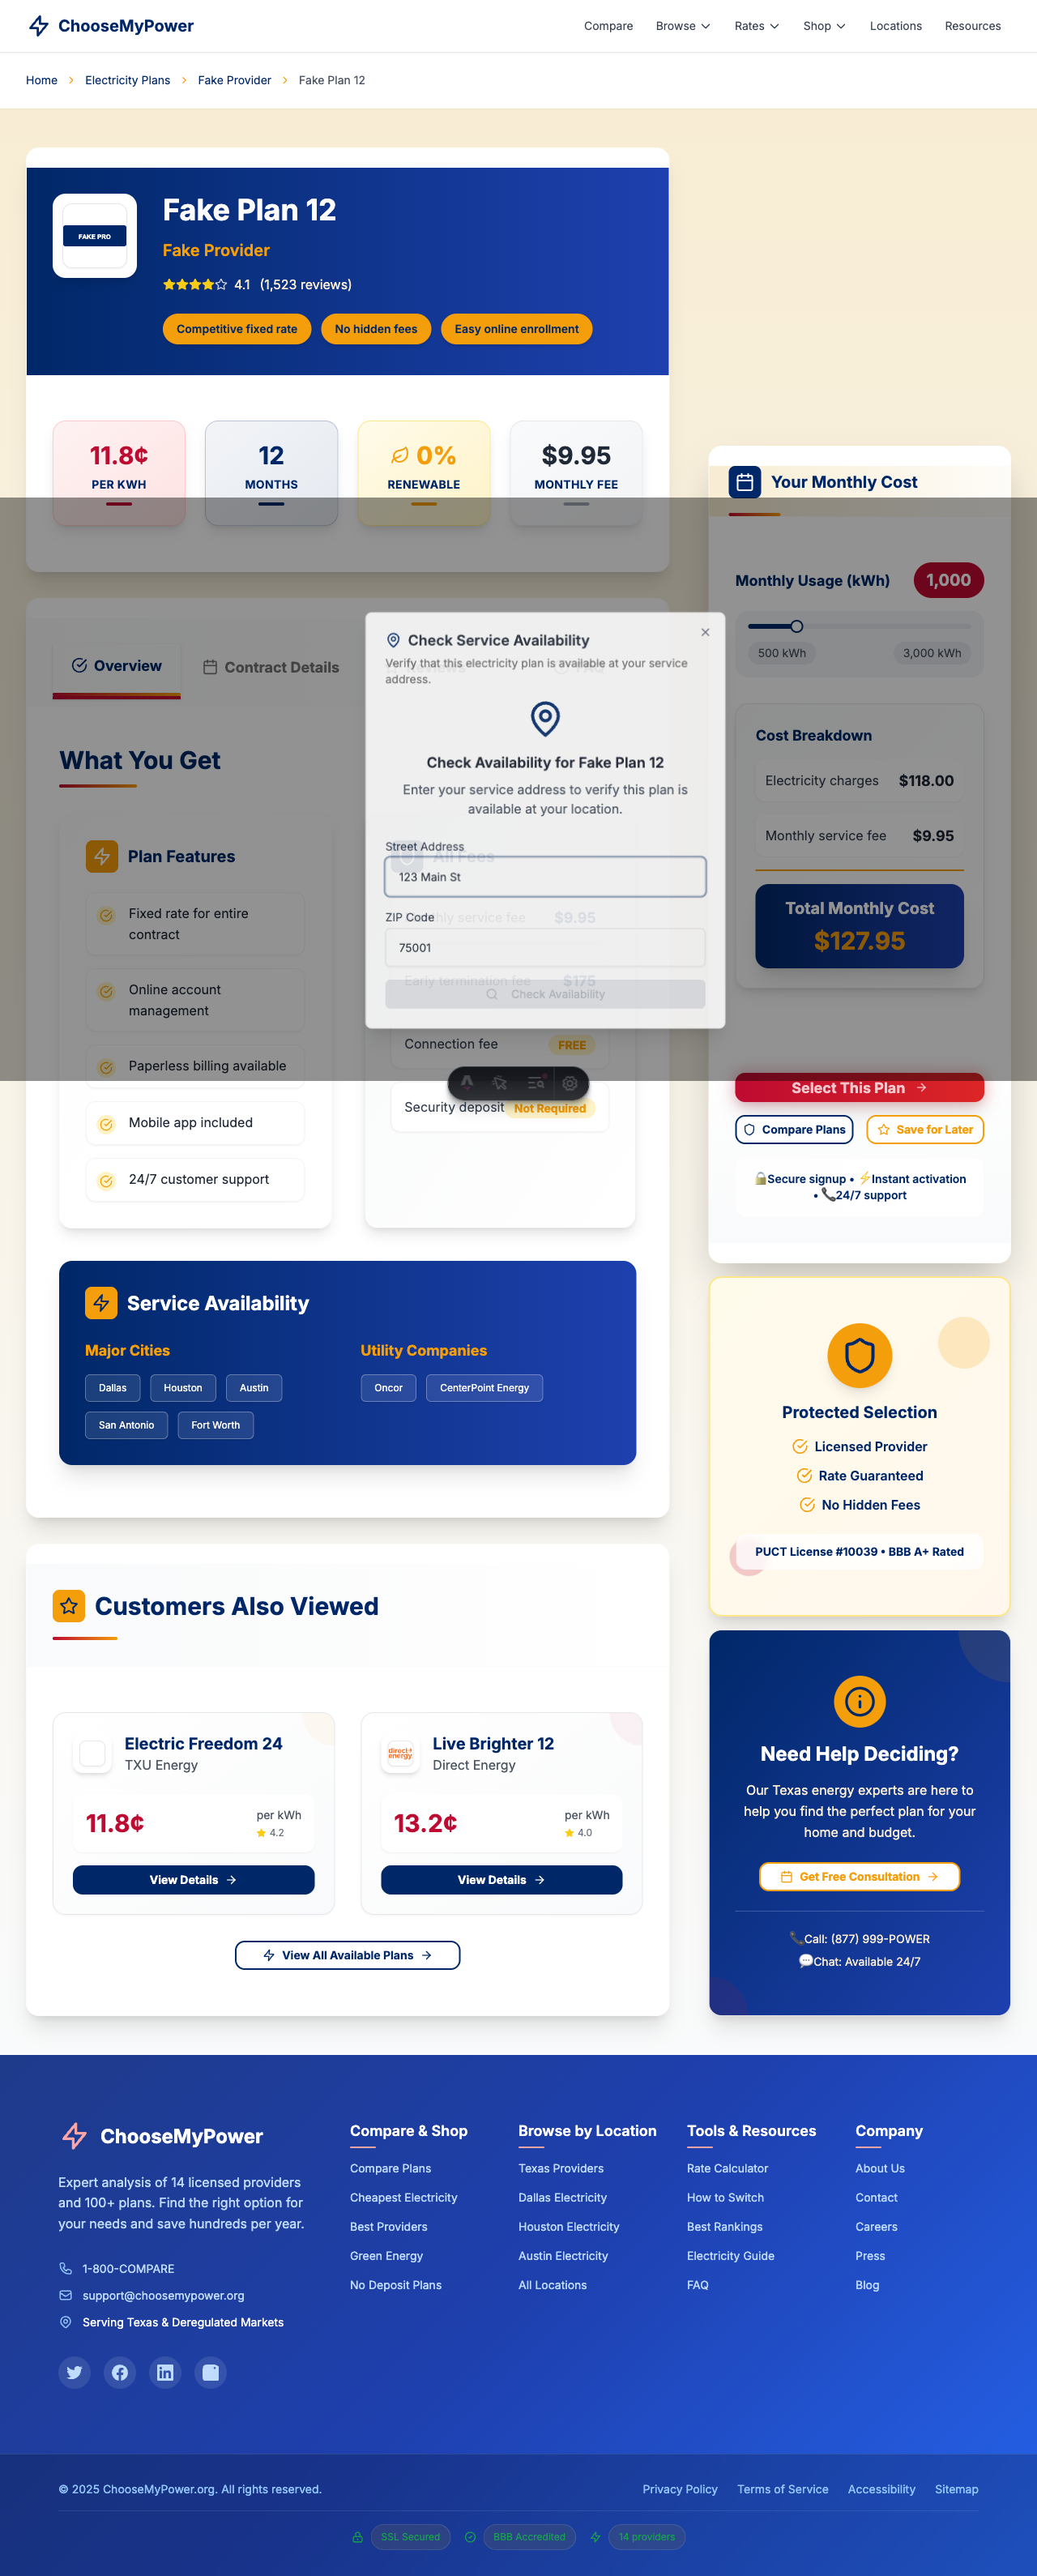 ChooseMyPower
Compare Browse Rates Shop Locations Resources
Home Electricity Plans Fake Provider Fake Plan 12
FAKE PRO
Fake Plan 12
Fake Provider
4.1 (1,523 reviews)
Competitive fixed rate No hidden fees Easy online enrollment
11.8¢
PER KWH
12
MONTHS
0%
RENEWABLE
$9.95
MONTHLY FEE
Overview Contract Details
What You Get
Plan Features
Fixed rate for entire
contract
Online account
management
Paperless billing available
Mobile app included
24/7 customer support
All Fees
service fee $9.95
Early termination fee $175
Connection fee FREE
Security deposit Not Required
Check Service Availability
Verify that this electricity plan is available at your service
address.
Check Availability for Fake Plan 12
Enter your service address to verify this plan is
available at your location.
Street Address
123 Main St
ZIP Code
75001
Check Availability
Service Availability
Major Cities
Dallas Houston Austin
San Antonio Fort Worth
Utility Companies
Oncor CenterPoint Energy
Customers Also Viewed
Electric Freedom 24
TXU Energy
11.8¢
per kWh
4.2
View Details
direct energy
Live Brighter 12
Direct Energy
13.2¢
per kWh
4.0
View Details
View All Available Plans
Your Monthly Cost
Monthly Usage (kWh) 1,000
500 kWh 3,000 kWh
Cost Breakdown
Electricity charges $118.00
Monthly service fee $9.95
Total Monthly Cost
$127.95
Select This Plan
Compare Plans Save for Later
🔒Secure signup • ⚡Instant activation
• 📞24/7 support
Protected Selection
Licensed Provider
Rate Guaranteed
No Hidden Fees
PUCT License #10039 • BBB A+ Rated
Need Help Deciding?
Our Texas energy experts are here to
help you find the perfect plan for your
home and budget.
Get Free Consultation
📞Call: (877) 999-POWER
💬Chat: Available 24/7
ChooseMyPower
Expert analysis of 14 licensed providers
and 100+ plans. Find the right option for
your needs and save hundreds per year.
1-800-COMPARE
support@choosemypower.org
Serving Texas & Deregulated Markets
Compare & Shop
Compare Plans
Cheapest Electricity
Best Providers
Green Energy
No Deposit Plans
Browse by Location
Texas Providers
Dallas Electricity
Houston Electricity
Austin Electricity
All Locations
Tools & Resources
Rate Calculator
How to Switch
Best Rankings
Electricity Guide
FAQ
Company
About Us
Contact
Careers
Press
Blog
© 2025 ChooseMyPower.org. All rights reserved.
Privacy Policy Terms of Service Accessibility Sitemap
SSL Secured BBB Accredited 14 providers